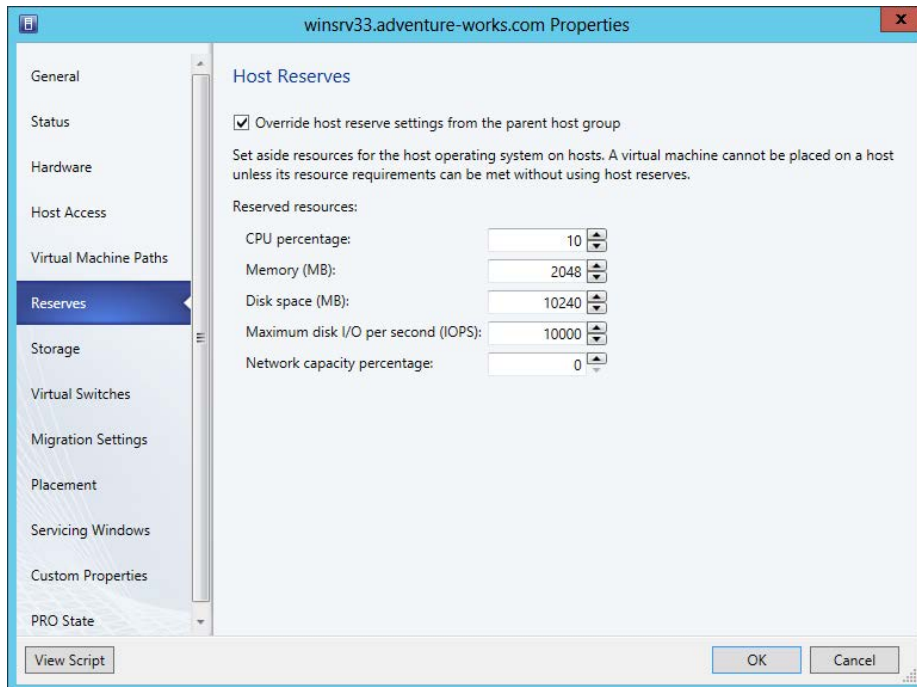 winsrv33.adventure-works.com Properties
x
General
Status
Hardware
Host Access
Virtual Machine Paths
Reserves
Storage
Virtual Switches
Migration Settings
Placement
Servicing Windows
Custom Properties
PRO State
Host Reserves
Override host reserve settings from the parent host group
Set aside resources for the host operating system on hosts. A virtual machine cannot be placed on a host
unless its resource requirements can be met without using host reserves.
Reserved resources:
CPU percentage: 10
Memory (MB): 2048
Disk space (MB): 10240
Maximum disk I/O per second (IOPS): 10000
Network capacity percentage: 0
View Script
OK
Cancel